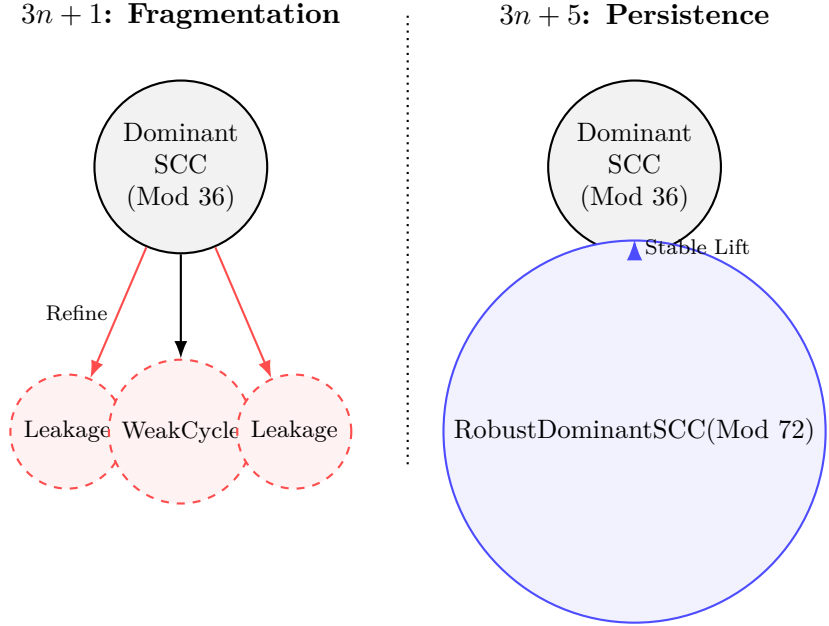 3n + 1: Fragmentation
Dominant
SCC
(Mod 36)
Refine
Leakage
WeakCycle
Leakage
3n + 5: Persistence
Dominant
SCC
(Mod 36)
Stable Lift
RobustDominantSCC(Mod 72)